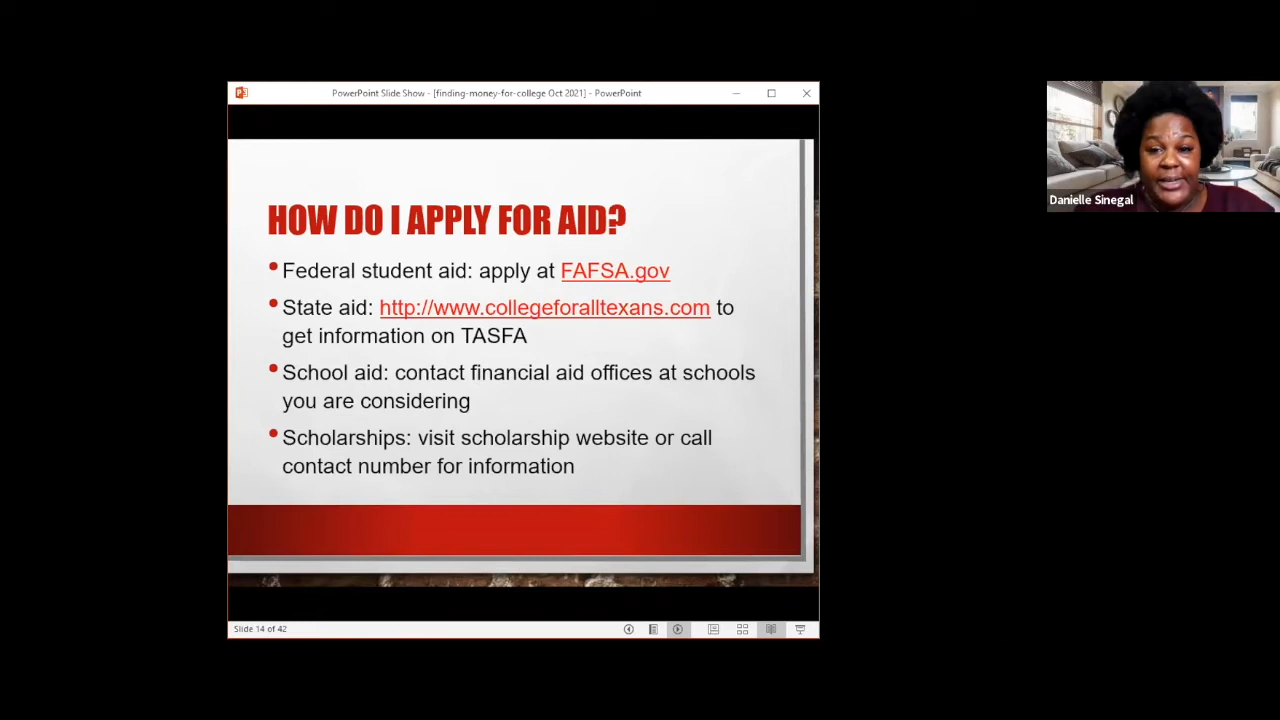 PowerPoint Slide Show - [finding-money-for-college Oct 2021] - PowerPoint
HOW DO I APPLY FOR AID?
• Federal student aid: apply at FAFSA.gov
• State aid: http://www.collegeforalltexans.com to
get information on TASFA
• School aid: contact financial aid offices at schools
you are considering
• Scholarships: visit scholarship website or call
contact number for information
Slide 14 of 42
Danielle Sinegal